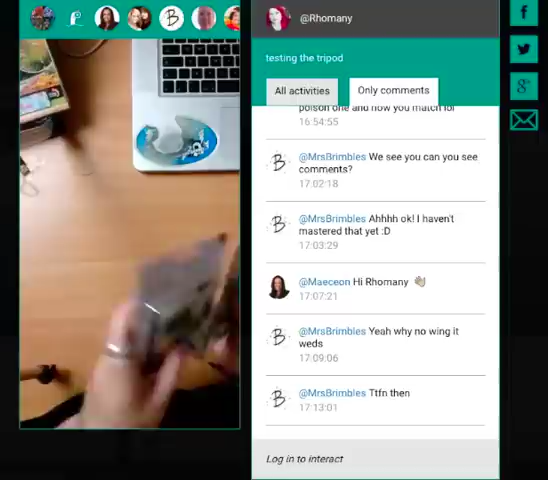 @Rhomany
testing the tripod
All activities
Only comments
poison one and now you match lol
16:54:55
@MrsBrimbles We see you can you see
comments?
17:02:18
@MrsBrimbles Ahhhh ok! I haven't
mastered that yet :D
17:03:29
@Maeceon Hi Rhomany 👋
17:07:21
@MrsBrimbles Yeah why no wing it
weds
17:09:06
@MrsBrimbles Ttfn then
17:13:01
Log in to interact